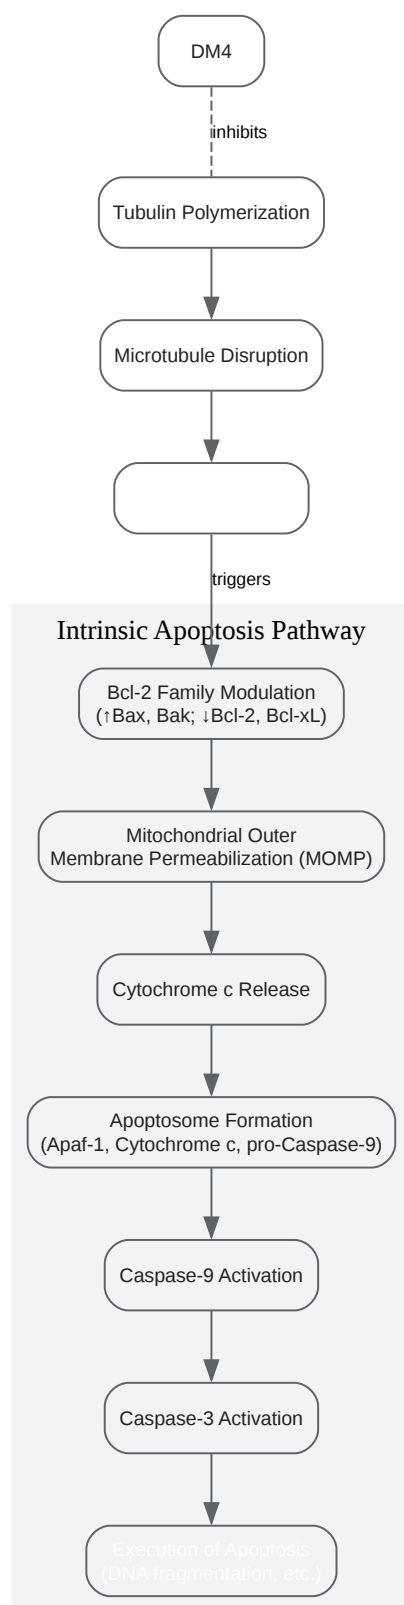 DM4
inhibits
Tubulin Polymerization
Microtubule Disruption
triggers
Intrinsic Apoptosis Pathway
Bcl-2 Family Modulation
(↑Bax, Bak; ↓Bcl-2, Bcl-xL)
Mitochondrial Outer
Membrane Permeabilization (MOMP)
Cytochrome c Release
Apoptosome Formation
(Apaf-1, Cytochrome c, pro-Caspase-9)
Caspase-9 Activation
Caspase-3 Activation
Execution of Apoptosis
(DNA fragmentation, etc.)